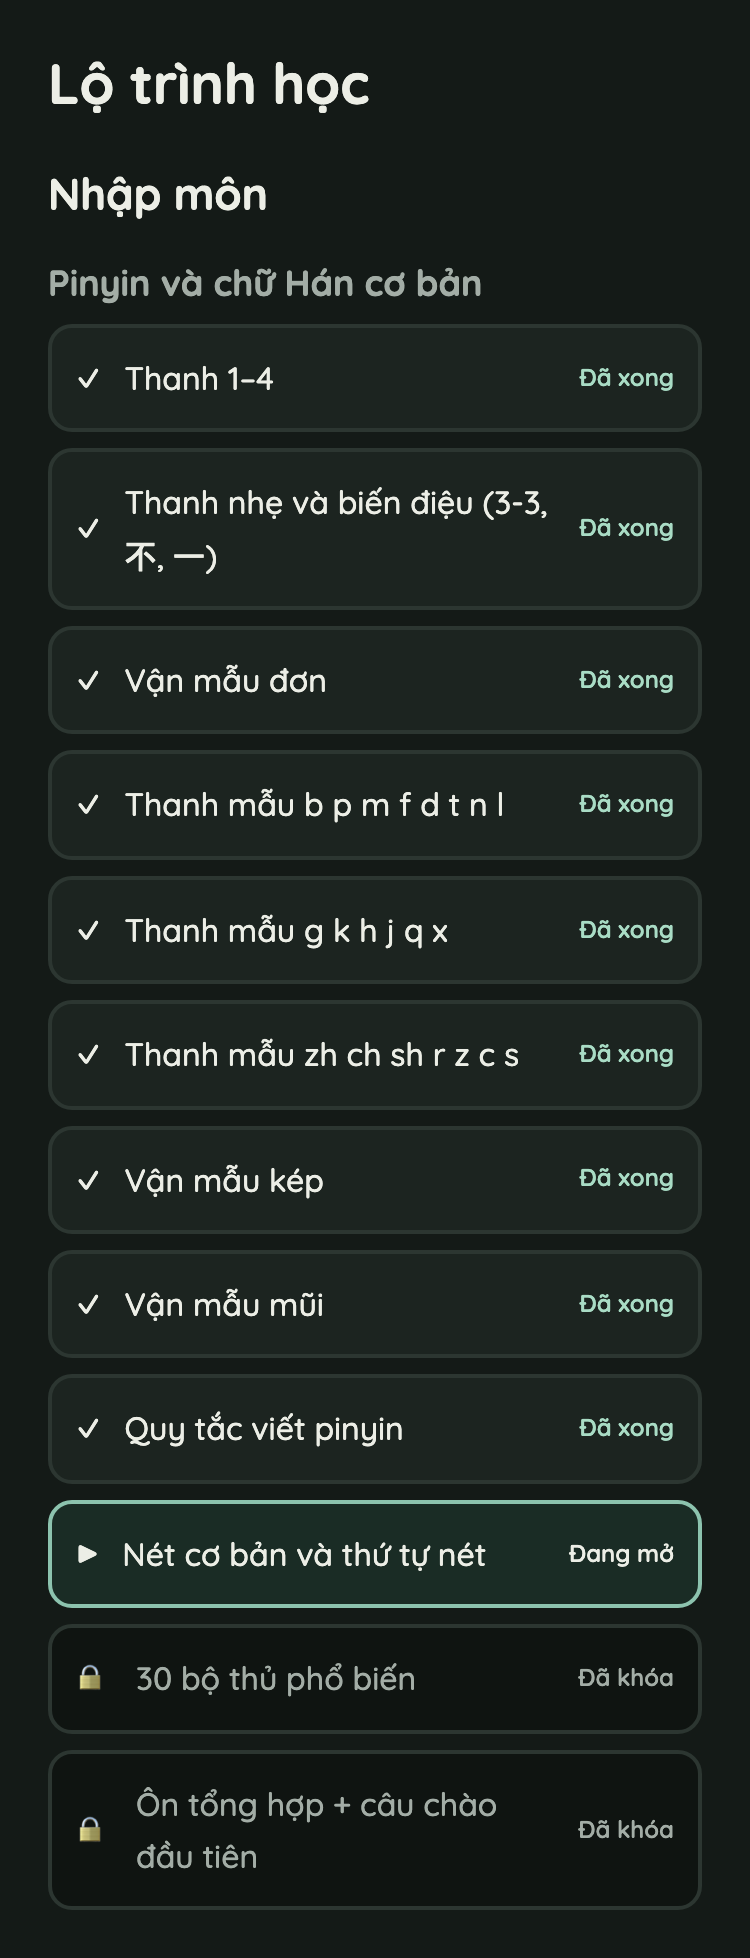 Lộ trình học
Nhập môn
Pinyin và chữ Hán cơ bản
Thanh 1–4 Đã xong
Thanh nhẹ và biến điệu (3-3,
不, 一) Đã xong
Vận mẫu đơn Đã xong
Thanh mẫu b p m f d t n l Đã xong
Thanh mẫu g k h j q x Đã xong
Thanh mẫu zh ch sh r z c s Đã xong
Vận mẫu kép Đã xong
Vận mẫu mũi Đã xong
Quy tắc viết pinyin Đã xong
Nét cơ bản và thứ tự nét Đang mở
30 bộ thủ phổ biến Đã khóa
Ôn tổng hợp + câu chào
đầu tiên Đã khóa